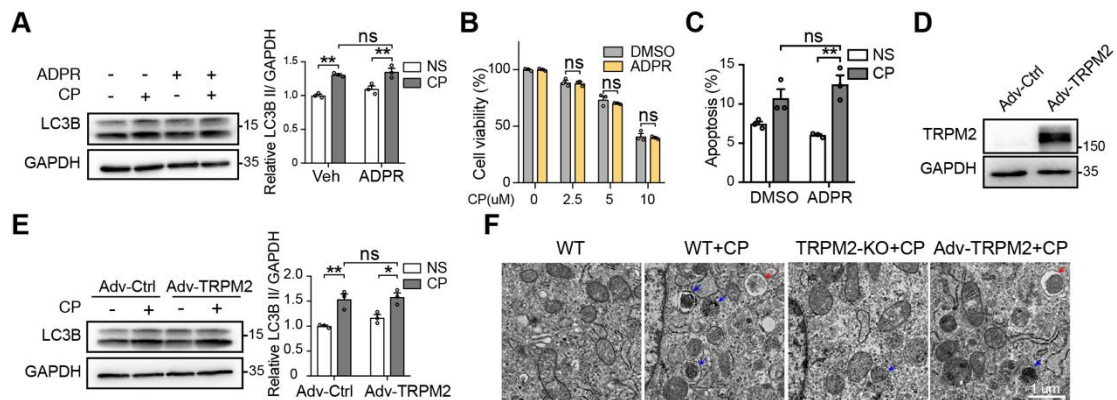 A
ADPR - - + +
CP - + - +
LC3B
-15
GAPDH
-35
Relative LC3B II/ GAPDH
1.5
1.0
0.5
0.0
ns
**
**
NS
CP
Veh ADPR
B
Cell viability (%)
100
50
0
DMSO
ADPR
ns
ns
ns
CP(uM) 0 2.5 5 10
C
Apoptosis (%)
15
10
5
0
ns
**
NS
CP
DMSO ADPR
D
Adv-Ctrl
Adv-TRPM2
TRPM2
-150
GAPDH
-35
E
Adv-Ctrl Adv-TRPM2
CP - + - +
LC3B
-15
GAPDH
-35
Relative LC3B II/ GAPDH
2.0
1.5
1.0
0.5
0.0
ns
**
*
NS
CP
Adv-Ctrl Adv-TRPM2
F
WT
WT+CP
TRPM2-KO+CP
Adv-TRPM2+CP
1 um